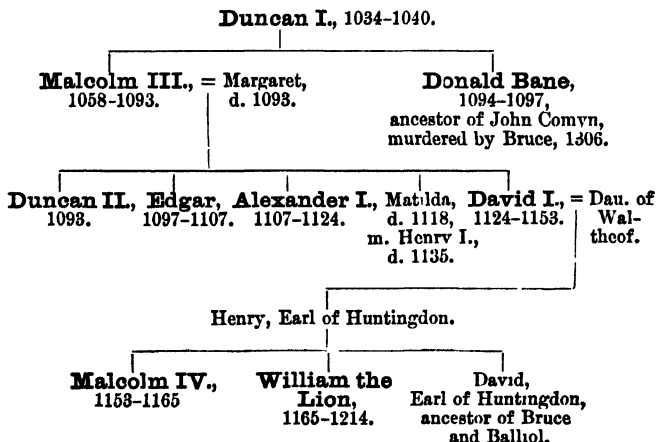 Duncan I., 1034-1040.
Malcolm III., = Margaret,
1058-1093. d. 1093.
Donald Bane,
1094-1097,
ancestor of John Comyn,
murdered by Bruce, 1306.
Duncan II., Edgar, Alexander I., Matilda, David I., = Dau. of
1093. 1097-1107. 1107-1124. d. 1118, 1124-1153. Wal-
m. Henry I., theof.
d. 1135.
Henry, Earl of Huntingdon.
Malcolm IV.,
1153-1165
William the
Lion,
1165-1214.
David,
Earl of Huntingdon,
ancestor of Bruce
and Balliol.